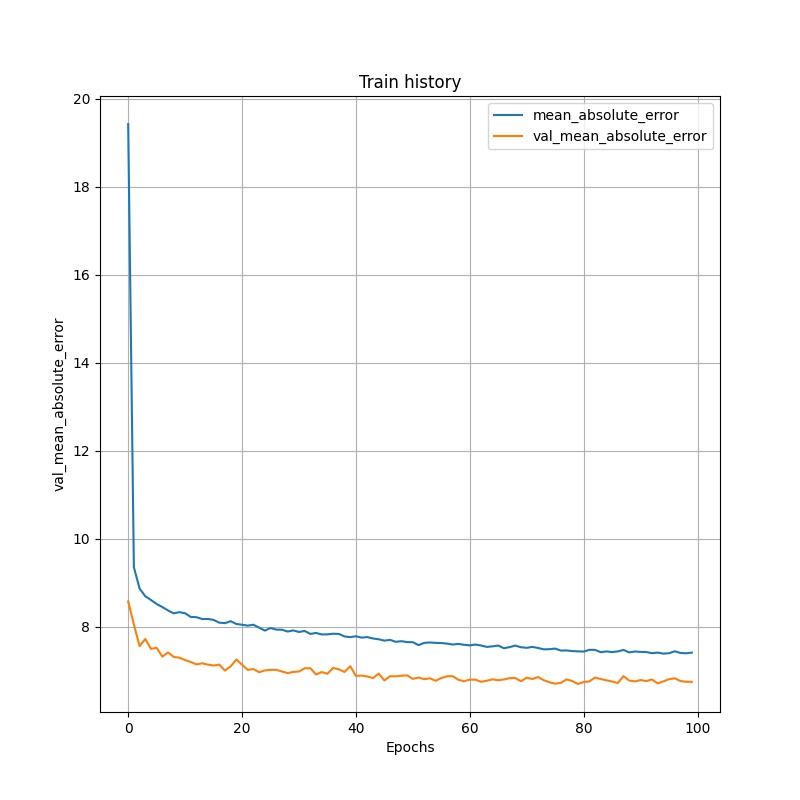 Train history
mean_absolute_error
val_mean_absolute_error
20
18
16
14
12
10
8
val_mean_absolute_error
0 20 40 60 80 100
Epochs